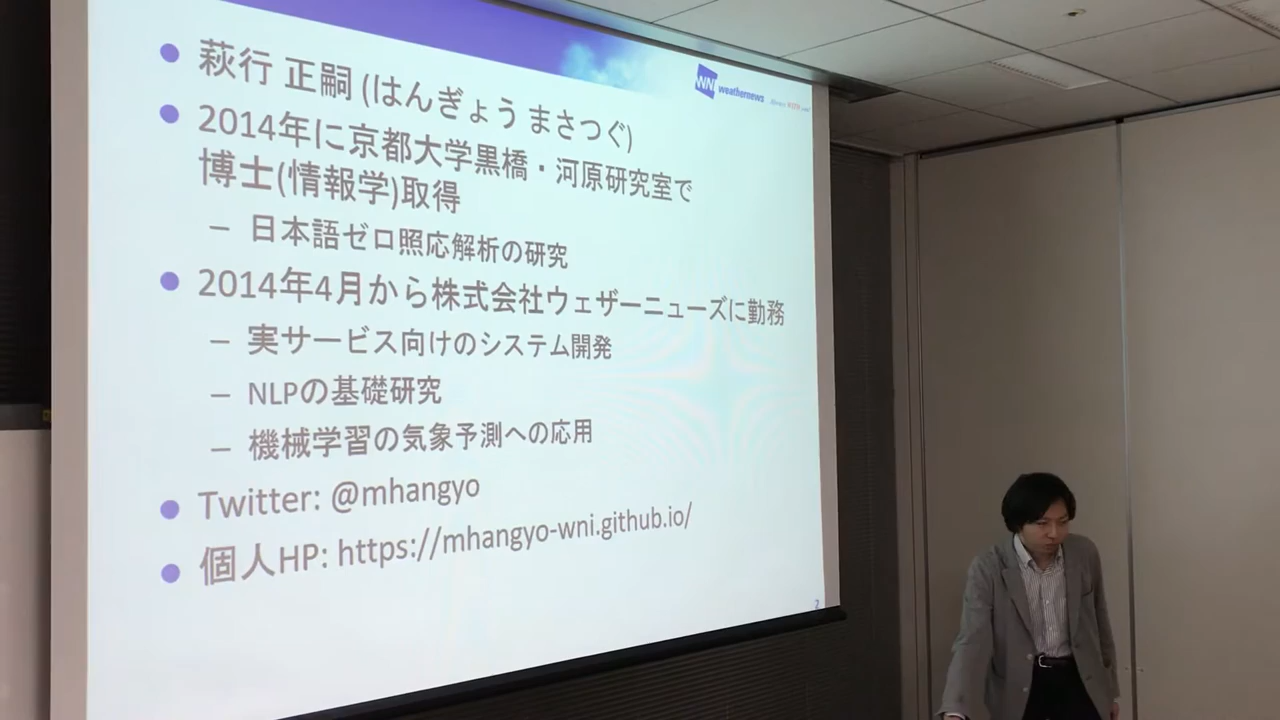 WNI weathernews
萩行 正嗣 (はんぎょう まさつぐ)
2014年に京都大学黒橋・河原研究室で
博士(情報学)取得
– 日本語ゼロ照応解析の研究
2014年4月から株式会社ウェザーニューズに勤務
– 実サービス向けのシステム開発
– NLPの基礎研究
– 機械学習の気象予測への応用
Twitter: @mhangyo
個人HP: https://mhangyo-wni.github.io/
2